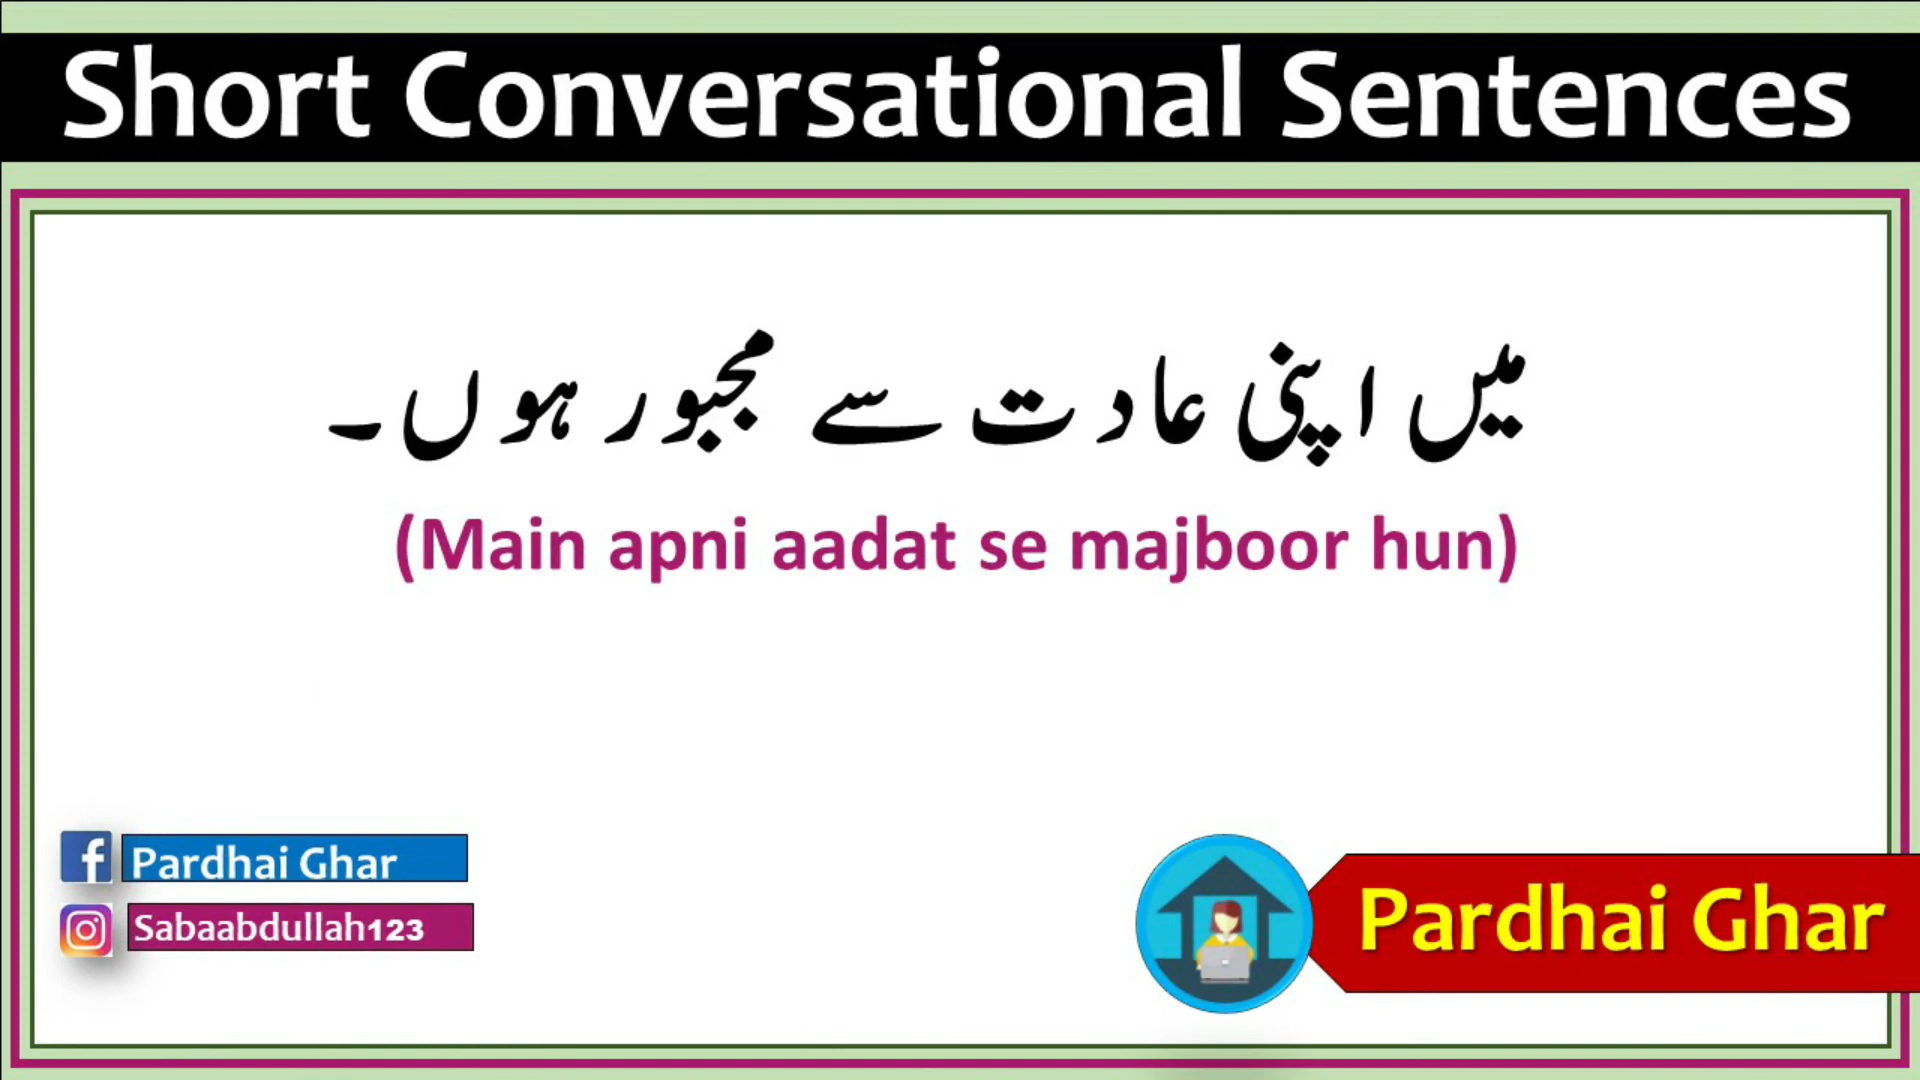 Short Conversational Sentences
میں اپنی عادت سے مجبور ہوں۔
(Main apni aadat se majboor hun)
Pardhai Ghar
Sabaabdullah123
Pardhai Ghar